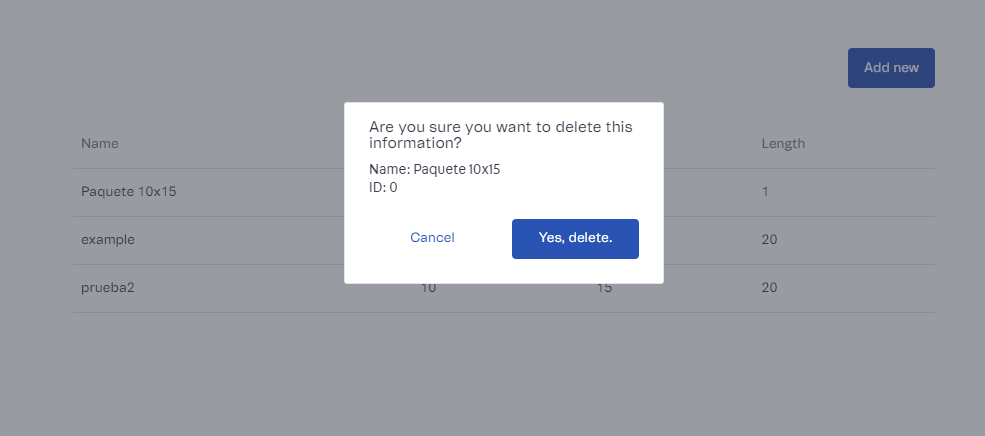 Add new
Name Length
Are you sure you want to delete this
information?
Name: Paquete 10x15
ID: 0
Cancel Yes, delete.
Paquete 10x15 1
example 20
prueba2 10 15 20